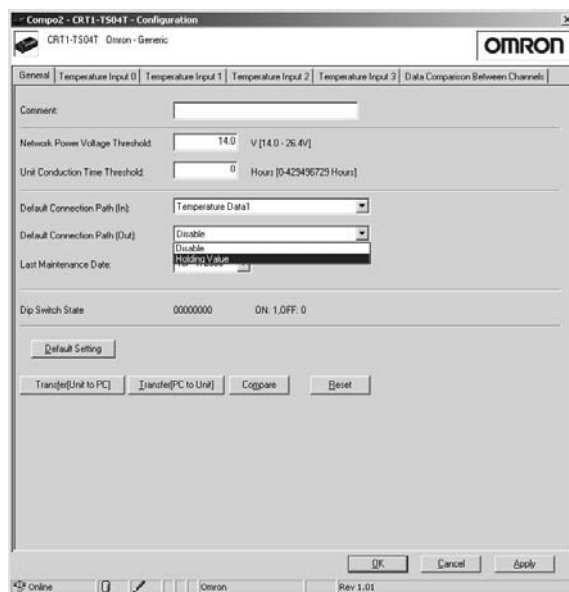 Compo2 - CRT1-TS04T - Configuration
CRT1-TS04T Omron - Generic
OMRON
General Temperature Input 0 Temperature Input 1 Temperature Input 2 Temperature Input 3 Data Comparison Between Channels
Comment:
Network Power Voltage Threshold: 14.0 V [14.0 - 26.4V]
Unit Conduction Time Threshold: 0 Hours [0-429496729 Hours]
Default Connection Path (In): Temperature Data1
Default Connection Path (Out): Disable
Disable
Holding Value
Last Maintenance Date:
Dip Switch State 00000000 ON: 1,OFF: 0
Default Setting
Transfer[Unit to PC] Transfer[PC to Unit] Compare Reset
OK Cancel Apply
Online Omron Rev 1.01